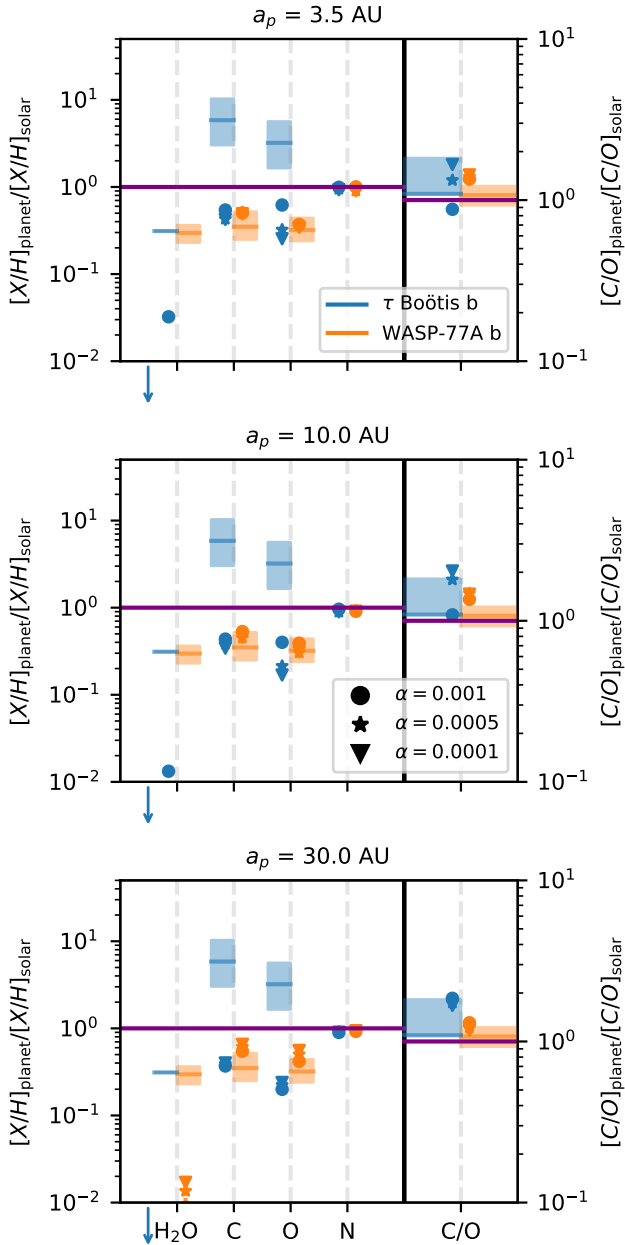 a_p = 3.5 AU
10^1
10^0
10^-1
10^-2
[X/H]_planet/[X/H]_solar
10^1
10^0
10^-1
[C/O]_planet/[C/O]_solar
τ Boötis b
WASP-77A b
a_p = 10.0 AU
10^1
10^0
10^-1
10^-2
[X/H]_planet/[X/H]_solar
10^1
10^0
10^-1
[C/O]_planet/[C/O]_solar
α = 0.001
α = 0.0005
α = 0.0001
a_p = 30.0 AU
10^1
10^0
10^-1
10^-2
[X/H]_planet/[X/H]_solar
10^1
10^0
10^-1
[C/O]_planet/[C/O]_solar
H₂O C O N C/O